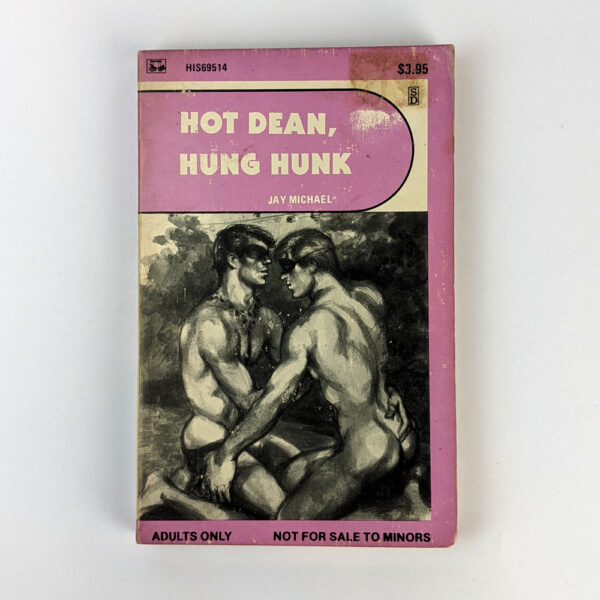 HIS69514
$3.95
SD
HOT DEAN,
HUNG HUNK
JAY MICHAEL
ADULTS ONLY NOT FOR SALE TO MINORS